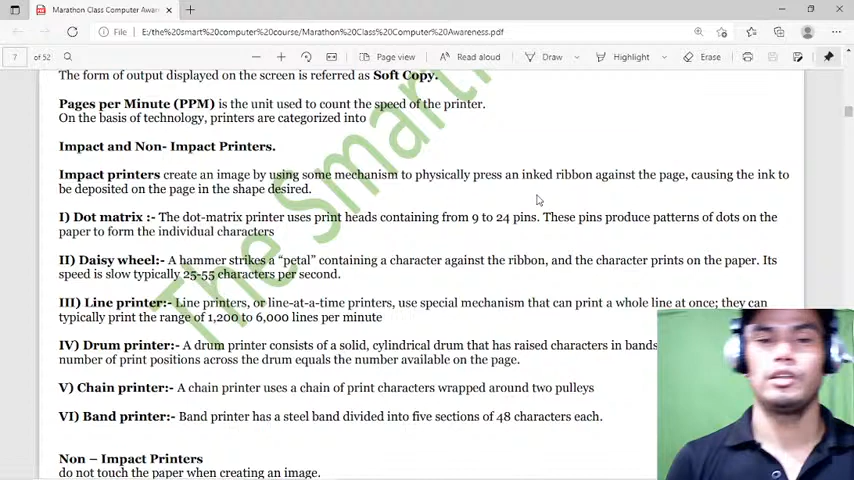 Marathon Class Computer Awar
File
E:/the%20smart%20computer%20course/Marathon%20Class%20Computer%20Awareness.pdf
7 of 52
Page view
Read aloud
Draw
Highlight
Erase
The form of output displayed on the screen is referred as Soft Copy.
Pages per Minute (PPM) is the unit used to count the speed of the printer.
On the basis of technology, printers are categorized into
Impact and Non- Impact Printers.
Impact printers create an image by using some mechanism to physically press an inked ribbon against the page, causing the ink to
be deposited on the page in the shape desired.
I) Dot matrix :- The dot-matrix printer uses print heads containing from 9 to 24 pins. These pins produce patterns of dots on the
paper to form the individual characters
II) Daisy wheel:- A hammer strikes a “petal” containing a character against the ribbon, and the character prints on the paper. Its
speed is slow typically 25-55 characters per second.
III) Line printer:- Line printers, or line-at-a-time printers, use special mechanism that can print a whole line at once; they can
typically print the range of 1,200 to 6,000 lines per minute
IV) Drum printer:- A drum printer consists of a solid, cylindrical drum that has raised characters in bands
number of print positions across the drum equals the number available on the page.
V) Chain printer:- A chain printer uses a chain of print characters wrapped around two pulleys
VI) Band printer:- Band printer has a steel band divided into five sections of 48 characters each.
Non – Impact Printers
do not touch the paper when creating an image.
The Smart